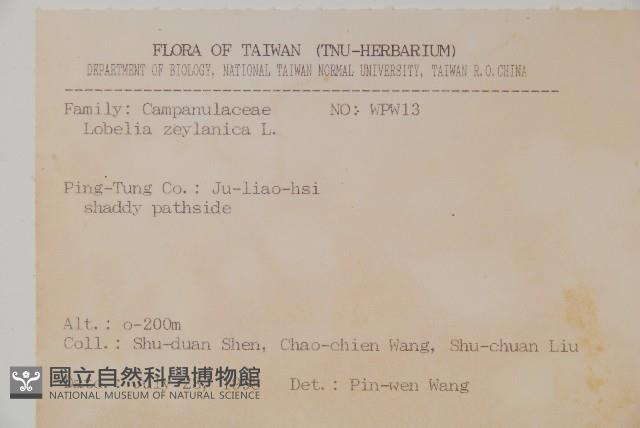 FLORA OF TAIWAN (TNU-HERBARIUM)
DEPARTMENT OF BIOLOGY, NATIONAL TAIWAN NORMAL UNIVERSITY, TAIWAN R.O.CHINA
Family: Campanulaceae NO: WPW13
Lobelia zeylanica L.
Ping-Tung Co.: Ju-liao-hsi
shaddy pathside
Alt.: o-200m
Coll.: Shu-duan Shen, Chao-chien Wang, Shu-chuan Liu
Det.: Pin-wen Wang
國立自然科學博物館
NATIONAL MUSEUM OF NATURAL SCIENCE